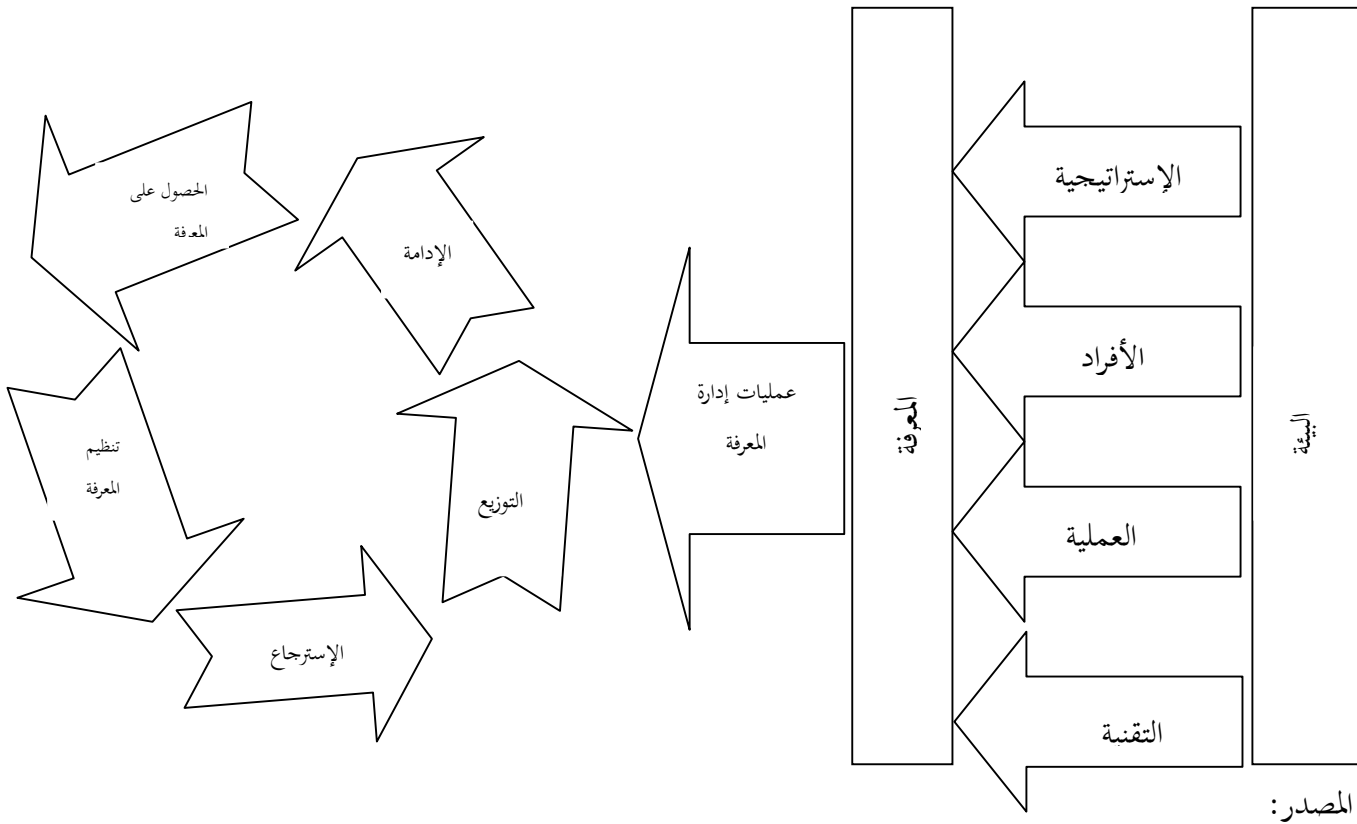 البيئة
الإستراتيجية
الأفراد
العملية
التقنية
المعرفة
عمليات إدارة
المعرفة
الحصول على
المعرفة
تنظيم
المعرفة
الإسترجاع
التوزيع
الإدامة
المصدر: